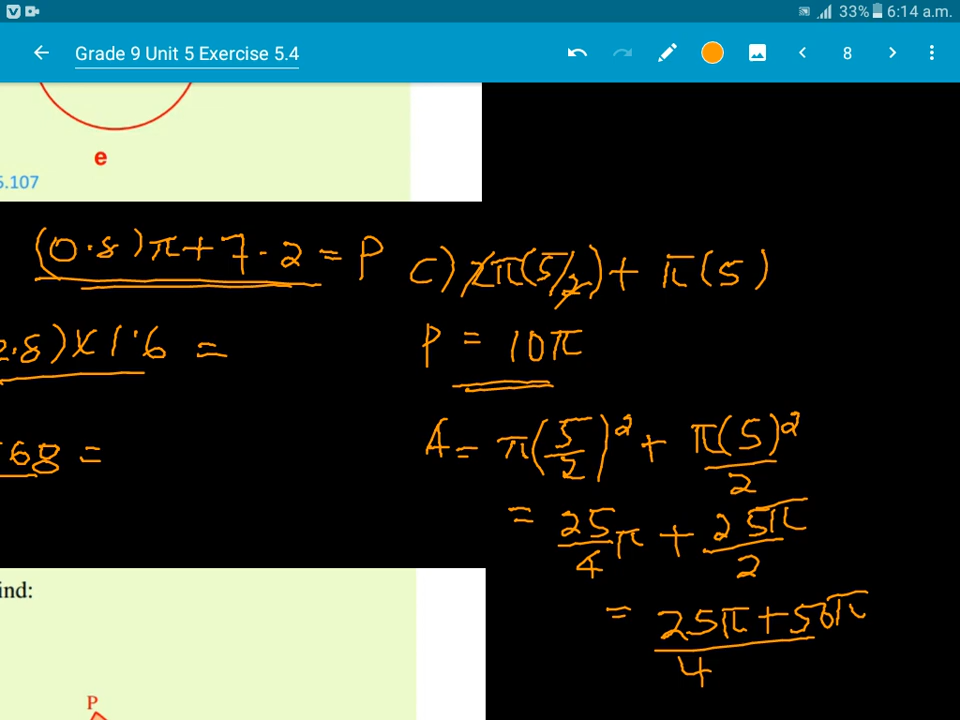 33% 6:14 a.m.
Grade 9 Unit 5 Exercise 5.4
8
e
5.107
(0.8)π+7.2=P
.8)×1.6=
68=
C) 2π(5/2)+π(5)
P=10π
A=π(5/2)²+π(5)²/2
=25/4π+25π/2
=25π+50π/4
ind:
P